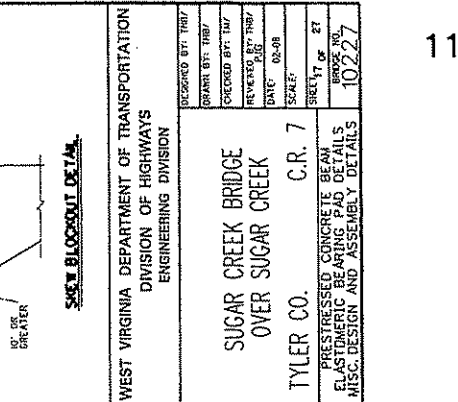 11
10' OR
GREATER
SKEW BLOCKOUT DETAIL
WEST VIRGINIA DEPARTMENT OF TRANSPORTATION
DIVISION OF HIGHWAYS
ENGINEERING DIVISION
SUGAR CREEK BRIDGE
OVER SUGAR CREEK
TYLER CO. C.R. 7
PRESTRESSED CONCRETE BEAM
ELASTOMERIC BEARING PAD DETAILS
MISC. DESIGN AND ASSEMBLY DETAILS
DESIGNED BY: THB/
DRAWN BY: THB/
CHECKED BY: TM/
REVIEWED BY: THB/
PJG
DATE: 02-08
SCALE:
SHEET 17 OF 27
BRIDGE NO.
10227